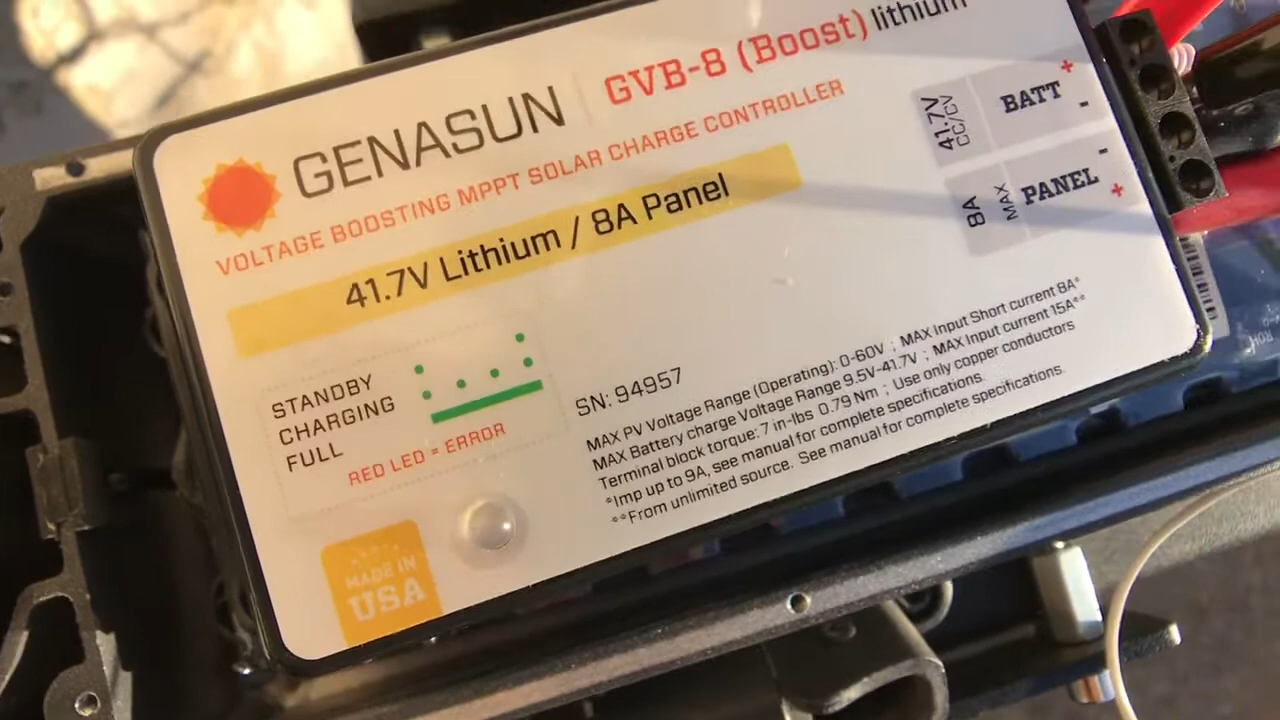 GENASUN GVB-8 (Boost) lithium
VOLTAGE BOOSTING MPPT SOLAR CHARGE CONTROLLER
41.7V Lithium / 8A Panel
41.7V
CC/CV
BATT
+
-
8A
MAX
PANEL
-
+
STANDBY
CHARGING
FULL
RED LED = ERROR
SN: 94957
MAX PV Voltage Range (Operating): 0-60V ; MAX Input Short current 8A*
MAX Battery charge Voltage Range 9.5V-41.7V ; MAX Input current 15A**
Terminal block torque: 7 in-lbs 0.79 Nm ; Use only copper conductors
*Imp up to 9A, see manual for complete specifications.
**From unlimited source. See manual for complete specifications.
MADE IN
USA